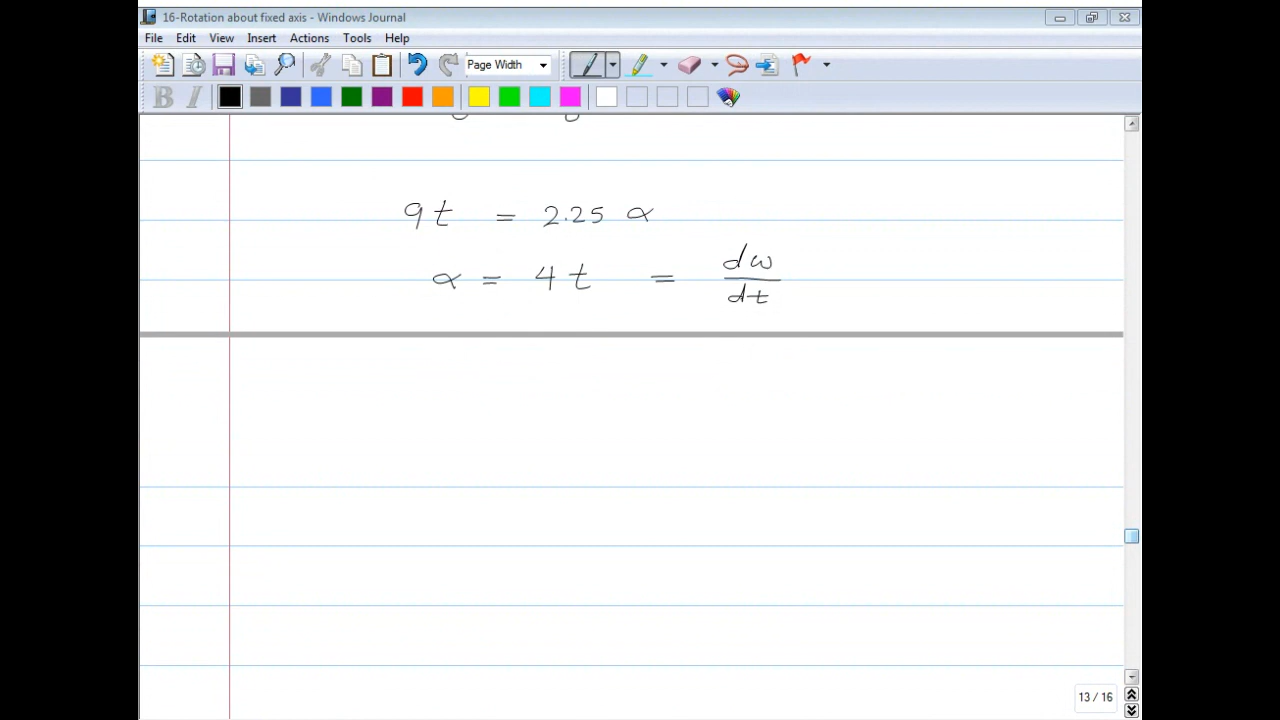 16-Rotation about fixed axis - Windows Journal
File Edit View Insert Actions Tools Help
Page Width
B I
9t = 2.25 α
α = 4t = dω/dt
13 / 16